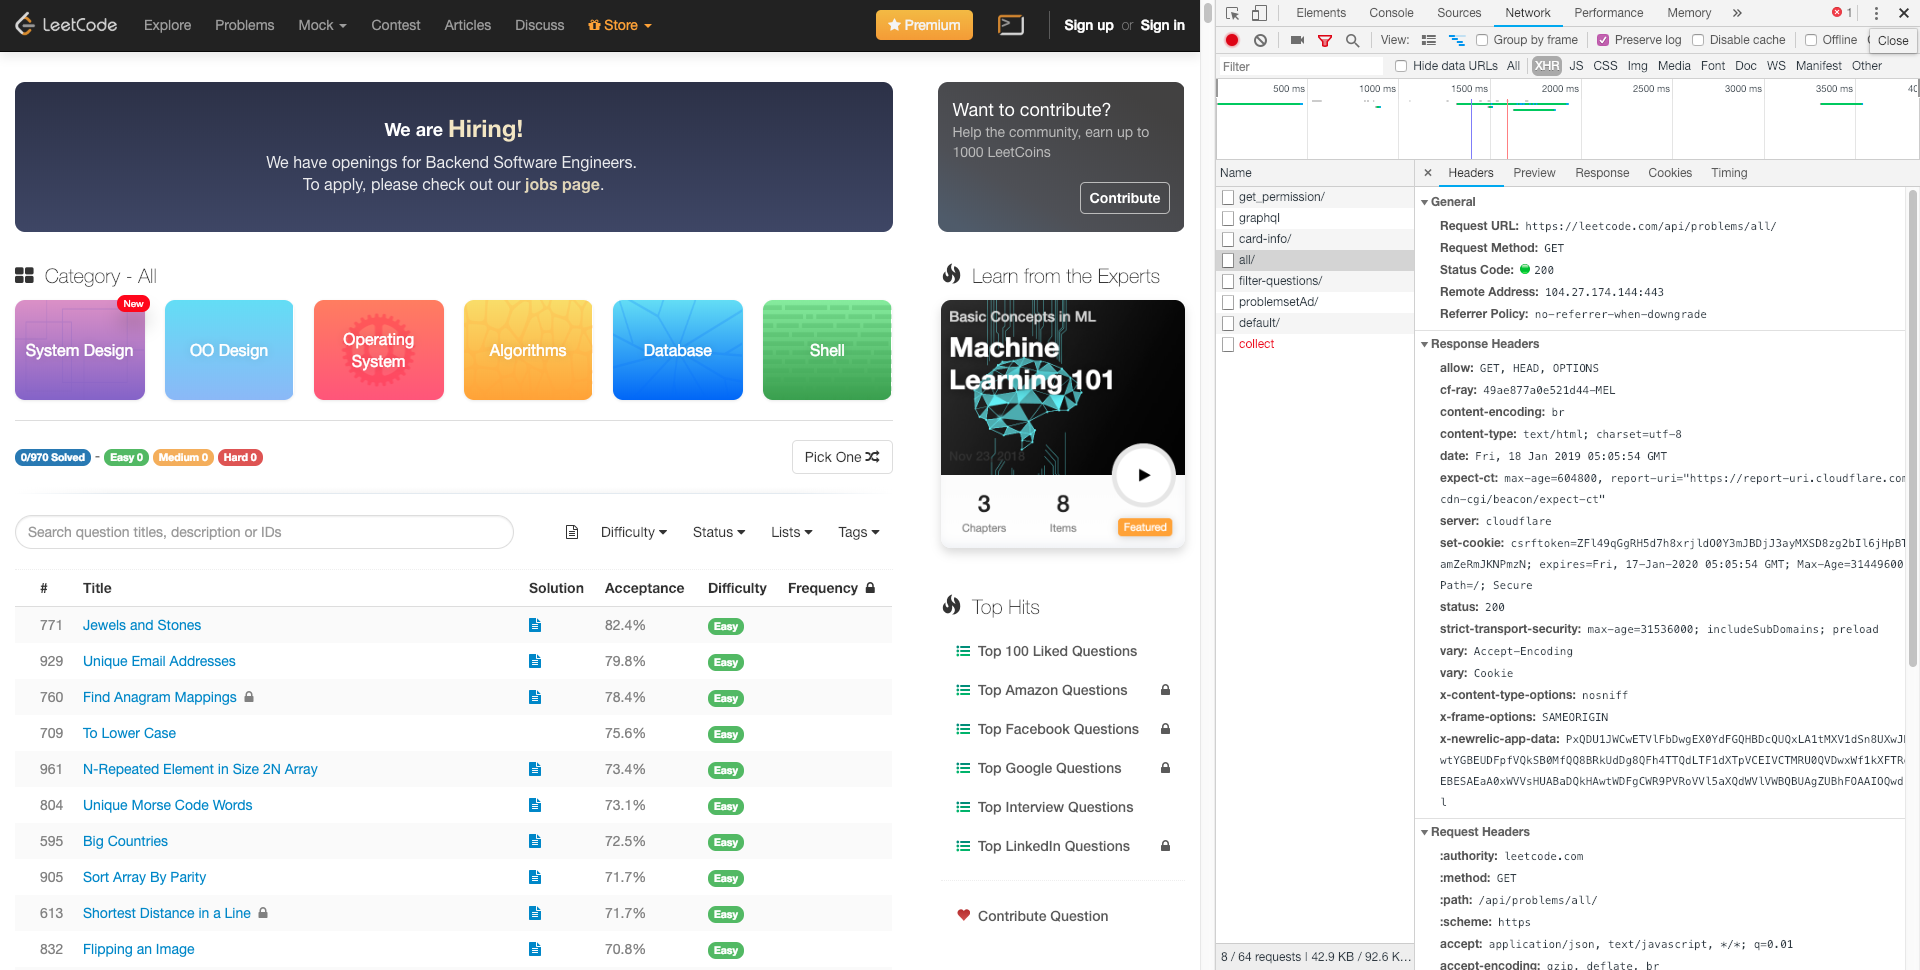 LeetCode
Explore
Problems
Mock
Contest
Articles
Discuss
Store
Premium
Sign up or Sign in
We are Hiring!
We have openings for Backend Software Engineers.
To apply, please check out our jobs page.
Want to contribute?
Help the community, earn up to
1000 LeetCoins
Contribute
Category - All
New
System Design
OO Design
Operating
System
Algorithms
Database
Shell
0/970 Solved - Easy 0 Medium 0 Hard 0
Pick One
Search question titles, description or IDs
Difficulty
Status
Lists
Tags
# Title Solution Acceptance Difficulty Frequency
771 Jewels and Stones 82.4% Easy
929 Unique Email Addresses 79.8% Easy
760 Find Anagram Mappings 78.4% Easy
709 To Lower Case 75.6% Easy
961 N-Repeated Element in Size 2N Array 73.4% Easy
804 Unique Morse Code Words 73.1% Easy
595 Big Countries 72.5% Easy
905 Sort Array By Parity 71.7% Easy
613 Shortest Distance in a Line 71.7% Easy
832 Flipping an Image 70.8% Easy
Learn from the Experts
Basic Concepts in ML
Machine
Learning 101
Nov 23, 2018
3 8
Chapters Items Featured
Top Hits
Top 100 Liked Questions
Top Amazon Questions
Top Facebook Questions
Top Google Questions
Top Interview Questions
Top LinkedIn Questions
Contribute Question
Elements Console Sources Network Performance Memory » 1
View: Group by frame Preserve log Disable cache Offline Close
Filter Hide data URLs All XHR JS CSS Img Media Font Doc WS Manifest Other
500 ms 1000 ms 1500 ms 2000 ms 2500 ms 3000 ms 3500 ms
Name
get_permission/
graphql
card-info/
all/
filter-questions/
problemsetAd/
default/
collect
8 / 64 requests | 42.9 KB / 92.6 K...
Headers Preview Response Cookies Timing
General
Request URL: https://leetcode.com/api/problems/all/
Request Method: GET
Status Code: 200
Remote Address: 104.27.174.144:443
Referrer Policy: no-referrer-when-downgrade
Response Headers
allow: GET, HEAD, OPTIONS
cf-ray: 49ae877a0e521d44-MEL
content-encoding: br
content-type: text/html; charset=utf-8
date: Fri, 18 Jan 2019 05:05:54 GMT
expect-ct: max-age=604800, report-uri="https://report-uri.cloudflare.com
cdn-cgi/beacon/expect-ct"
server: cloudflare
set-cookie:
amZeRmJKNPmzN; expires=Fri, 17-Jan-2020 05:05:54 GMT; Max-Age=31449600
Path=/; Secure
status: 200
strict-transport-security: max-age=31536000; includeSubDomains; preload
vary: Accept-Encoding
vary: Cookie
x-content-type-options: nosniff
x-frame-options: SAMEORIGIN
x-newrelic-app-data:
l
Request Headers
:authority: leetcode.com
:method: GET
:path: /api/problems/all/
:scheme: https
accept: application/json, text/javascript, */*; q=0.01
accept-encoding: gzip, deflate, br